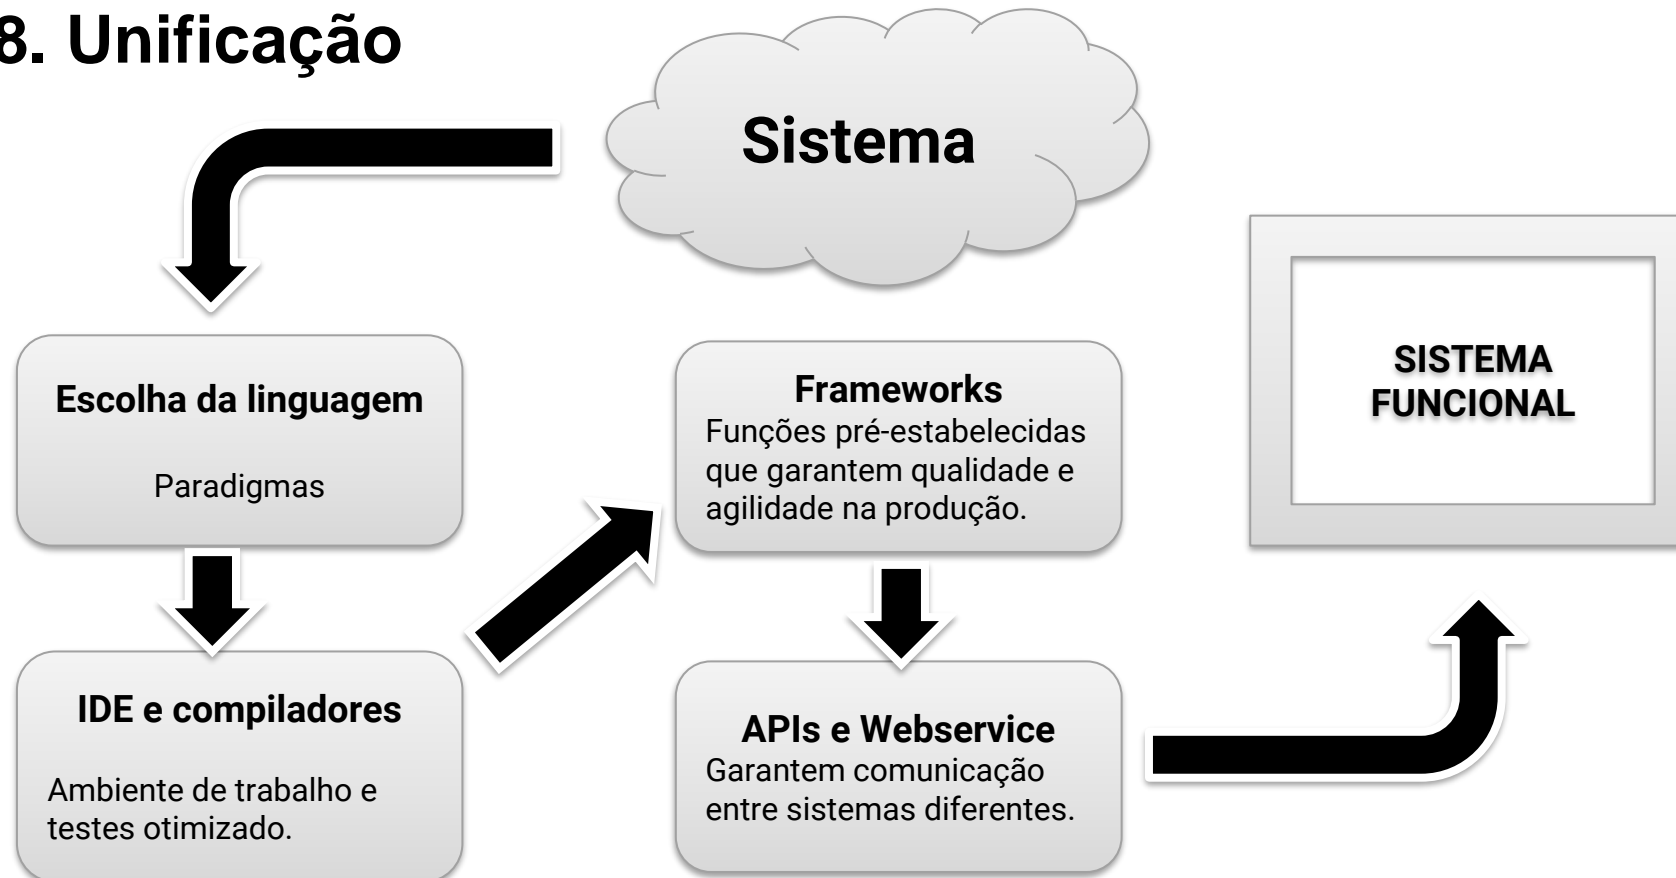 8. Unificação
Sistema
Escolha da linguagem
Paradigmas
IDE e compiladores
Ambiente de trabalho e
testes otimizado.
Frameworks
Funções pré-estabelecidas
que garantem qualidade e
agilidade na produção.
APIs e Webservice
Garantem comunicação
entre sistemas diferentes.
SISTEMA
FUNCIONAL